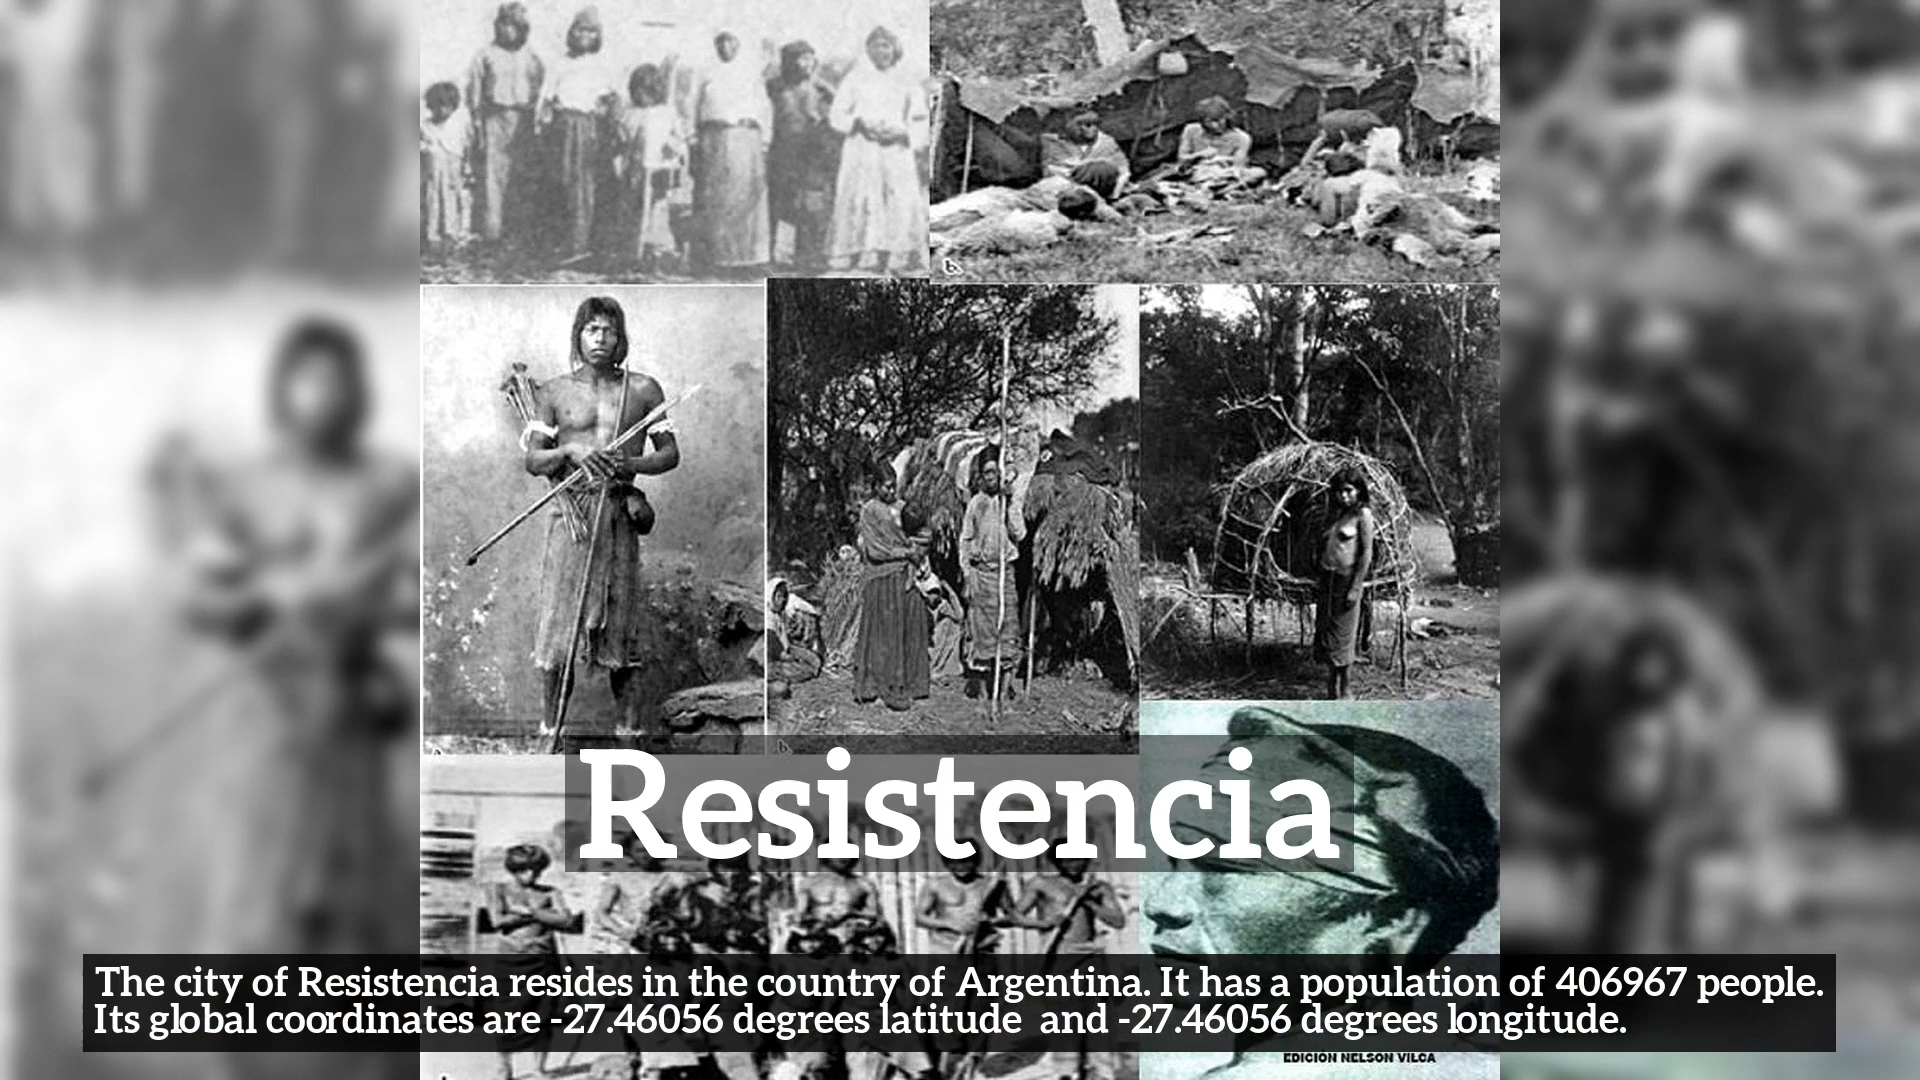 b.
b
Resistencia
The city of Resistencia resides in the country of Argentina. It has a population of 406967 people.
Its global coordinates are -27.46056 degrees latitude  and -27.46056 degrees longitude.
EDICIÓN NELSON VILCA